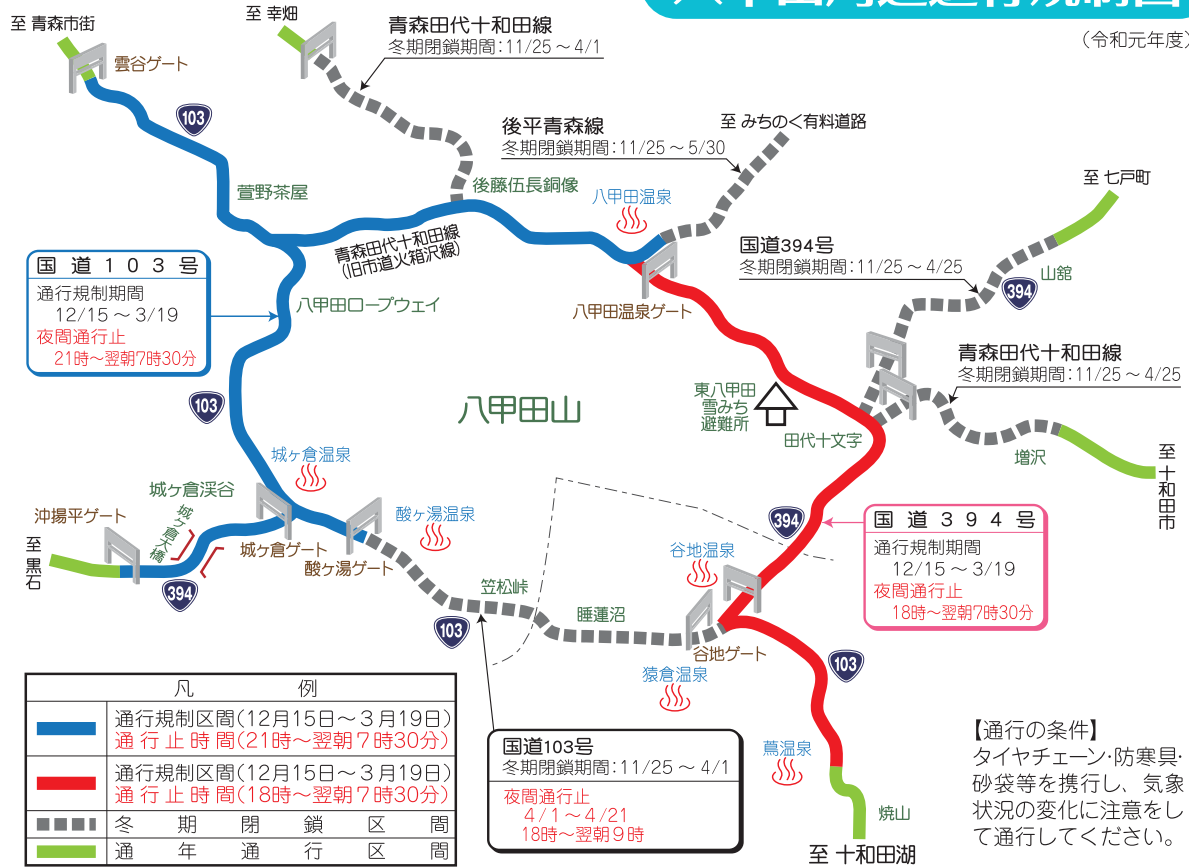 至 青森市街
至 幸畑
青森田代十和田線
冬期閉鎖期間：11/25 ～ 4/1
（令和元年度）
雲谷ゲート
103
後平青森線
冬期閉鎖期間：11/25 ～ 5/30
至 みちのく有料道路
萱野茶屋
後藤伍長銅像
八甲田温泉
至 七戸町
青森田代十和田線
（旧市道火箱沢線）
国道394号
冬期閉鎖期間：11/25 ～ 4/25
山舘
394
国道103号
通行規制期間
12/15 ～ 3/19
夜間通行止
21時～翌朝7時30分
八甲田ロープウェイ
八甲田温泉ゲート
青森田代十和田線
冬期閉鎖期間：11/25 ～ 4/25
103
八甲田山
東八甲田
雪みち
避難所
田代十文字
増沢
至 十和田市
城ヶ倉温泉
城ヶ倉渓谷
城ヶ倉大橋
沖揚平ゲート
至 黒石
394
城ヶ倉ゲート
酸ヶ湯温泉
酸ヶ湯ゲート
394
国道394号
通行規制期間
12/15 ～ 3/19
夜間通行止
18時～翌朝7時30分
谷地温泉
笠松峠
103
睡蓮沼
谷地ゲート
猿倉温泉
103
凡例
通行規制区間（12月15日～3月19日）
通行止時間（21時～翌朝7時30分）
通行規制区間（12月15日～3月19日）
通行止時間（18時～翌朝7時30分）
冬期閉鎖区間
通年通行区間
国道103号
冬期閉鎖期間：11/25 ～ 4/1
夜間通行止
4/1 ～ 4/21
18時～翌朝9時
蔦温泉
焼山
至 十和田湖
【通行の条件】
タイヤチェーン・防寒具・
砂袋等を携行し、気象
状況の変化に注意をし
て通行してください。